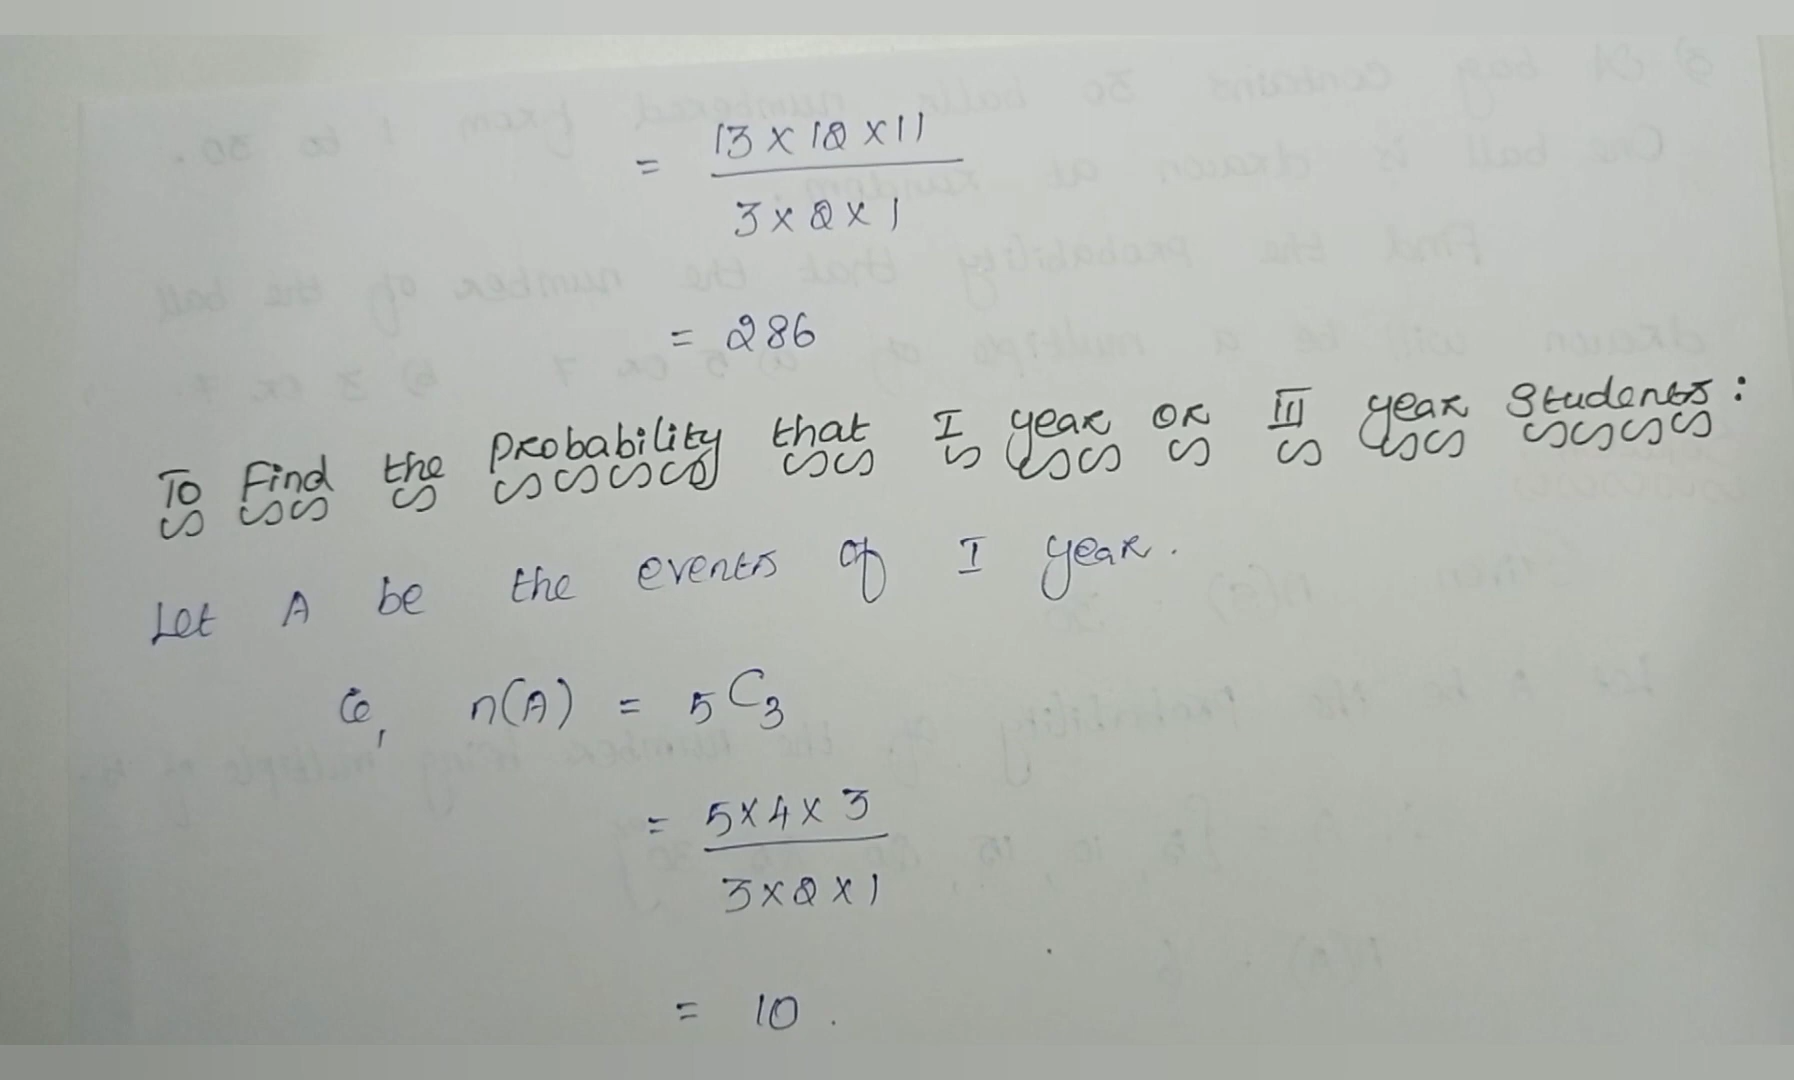 = 13 × 12 × 11 / 3 × 2 × 1
= 286
To Find the probability that I year or III year Students:
Let A be the events of I year.
ie, n(A) = 5C3
= 5 × 4 × 3 / 3 × 2 × 1
= 10.